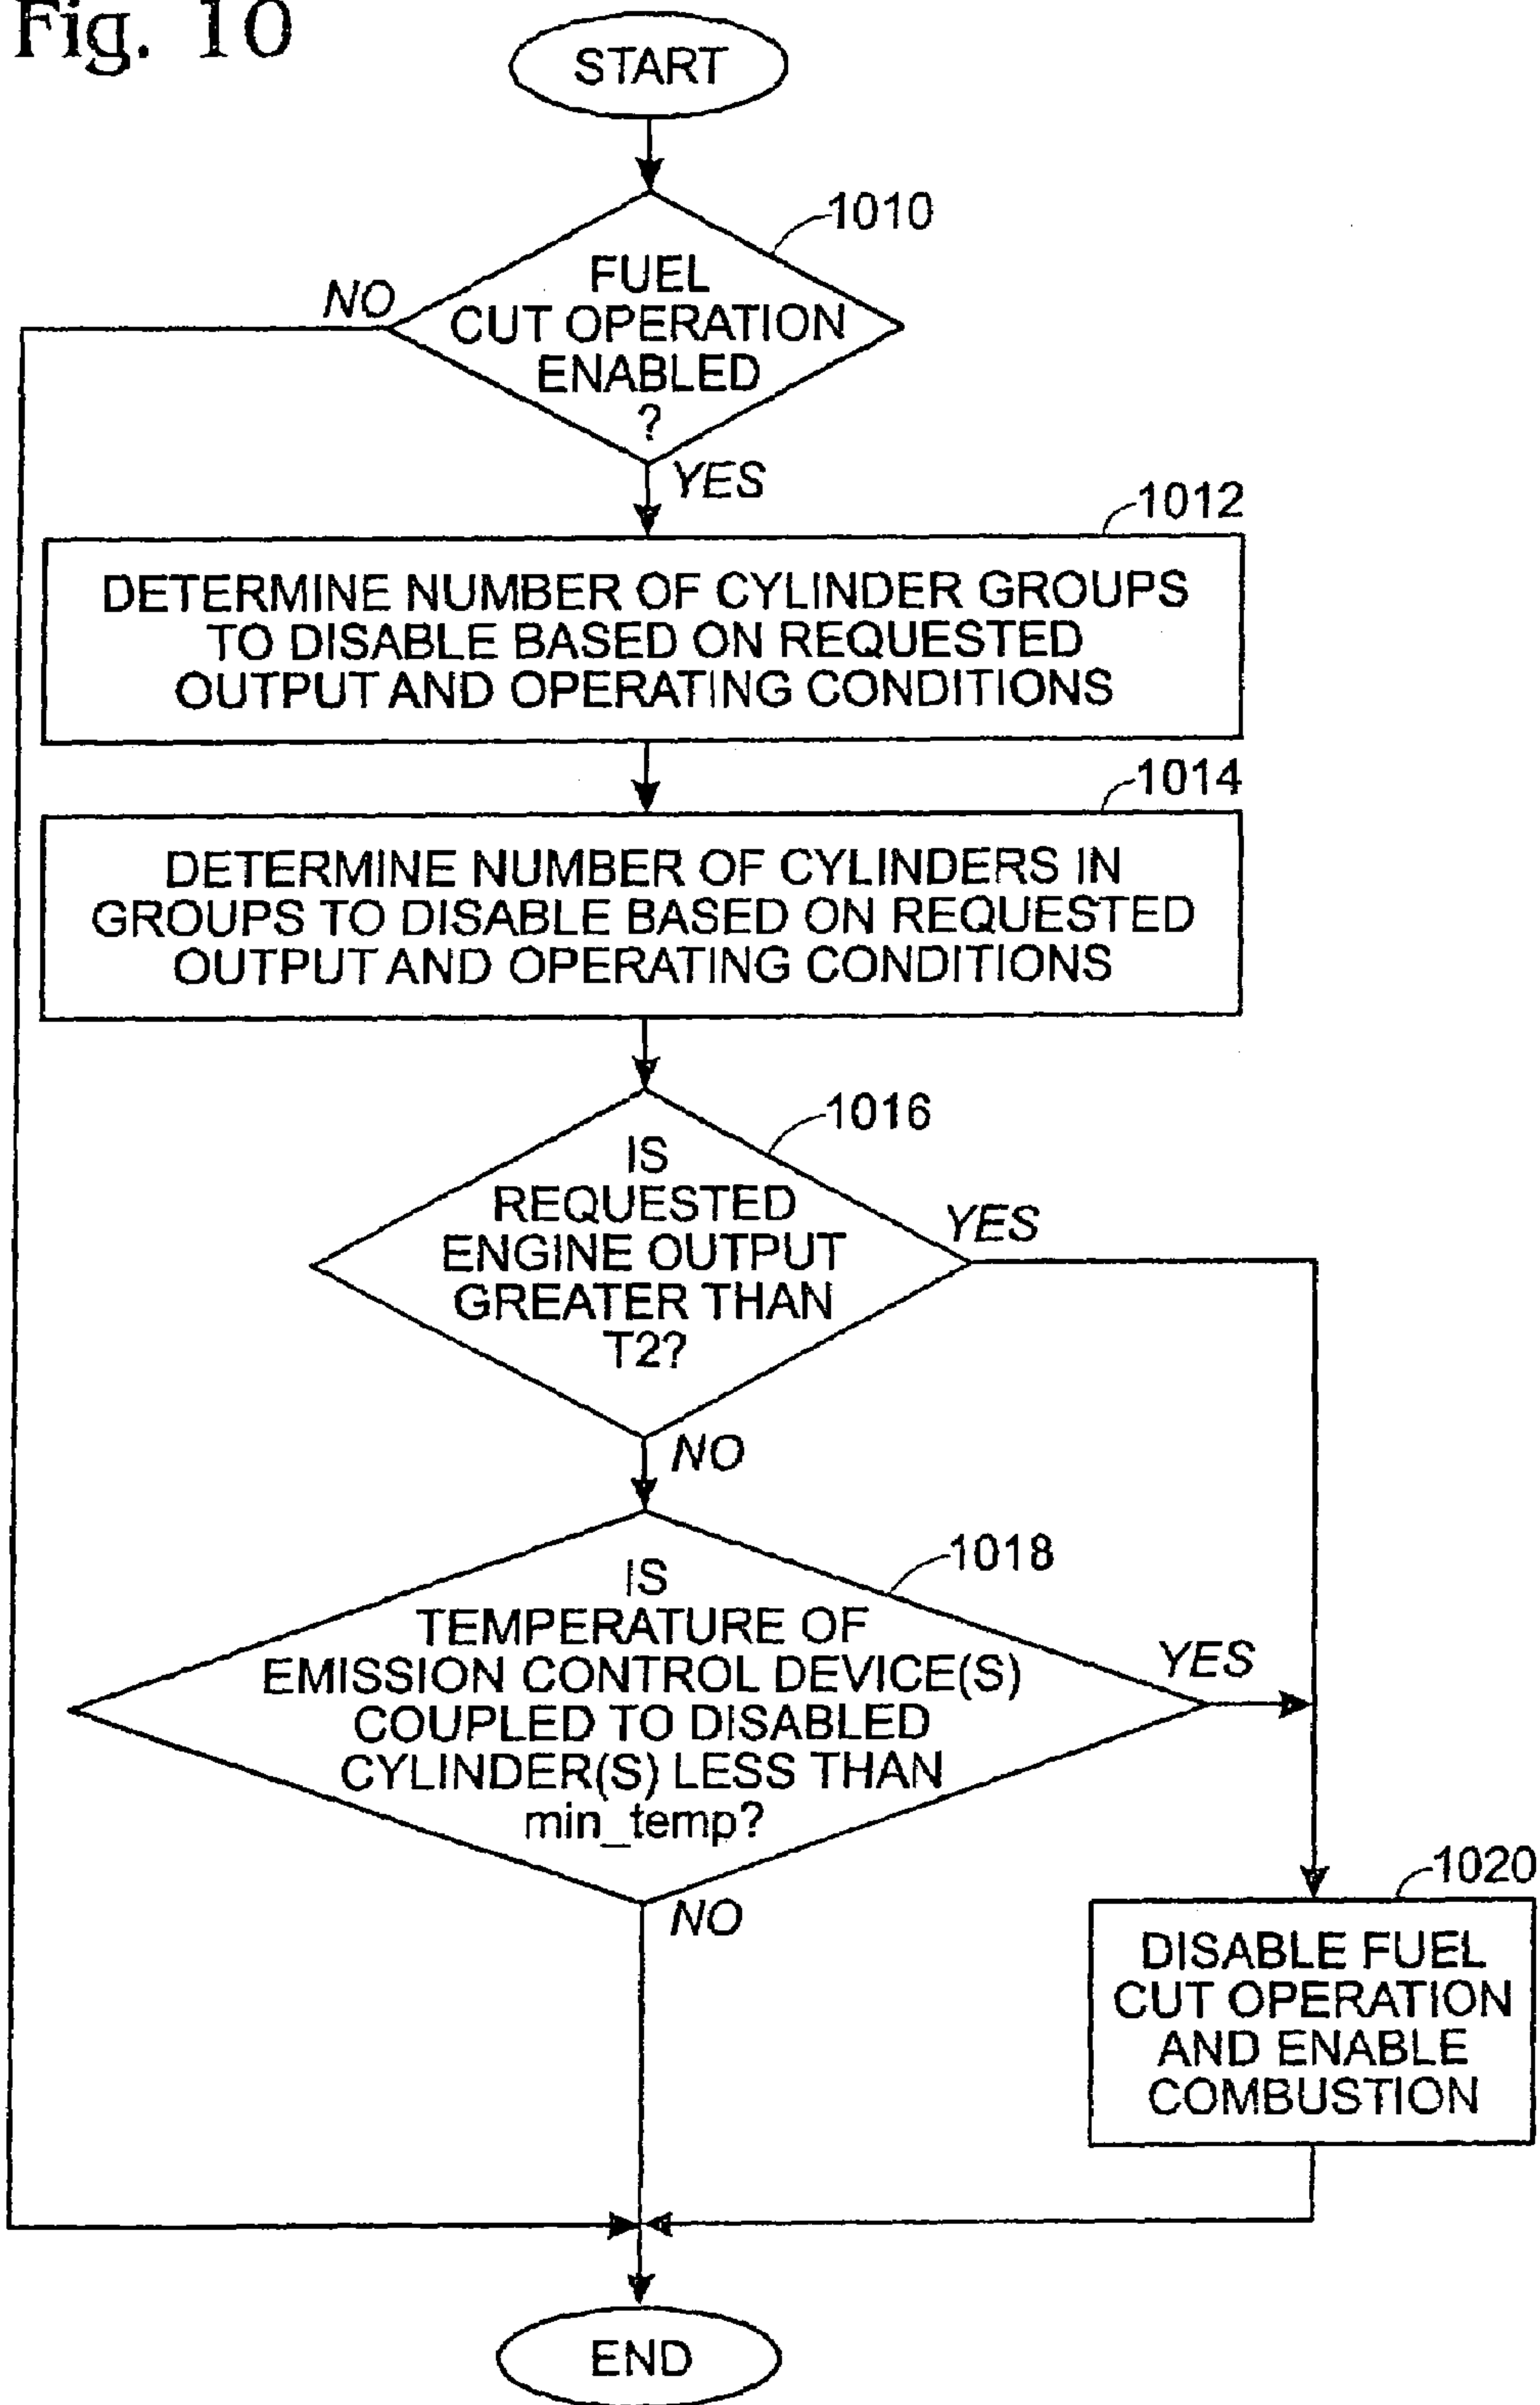 Fig. 10
START
1010
FUEL
CUT OPERATION
ENABLED
?
NO
YES
1012
DETERMINE NUMBER OF CYLINDER GROUPS
TO DISABLE BASED ON REQUESTED
OUTPUT AND OPERATING CONDITIONS
1014
DETERMINE NUMBER OF CYLINDERS IN
GROUPS TO DISABLE BASED ON REQUESTED
OUTPUT AND OPERATING CONDITIONS
1016
IS
REQUESTED
ENGINE OUTPUT
GREATER THAN
T2?
YES
NO
1018
IS
TEMPERATURE OF
EMISSION CONTROL DEVICE(S)
COUPLED TO DISABLED
CYLINDER(S) LESS THAN
min_temp?
YES
NO
1020
DISABLE FUEL
CUT OPERATION
AND ENABLE
COMBUSTION
END